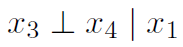 x₃ ⊥ x₄ | x₁